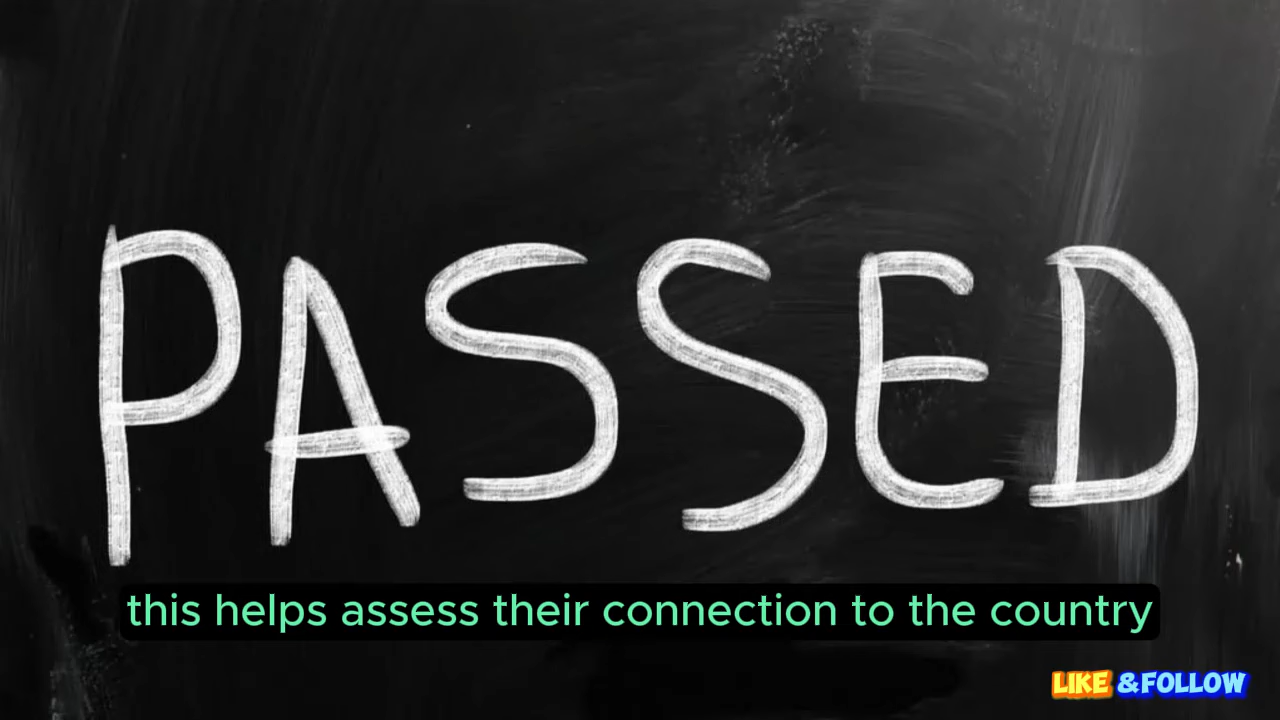 PASSED
this helps assess their connection to the country
LIKE &FOLLOW